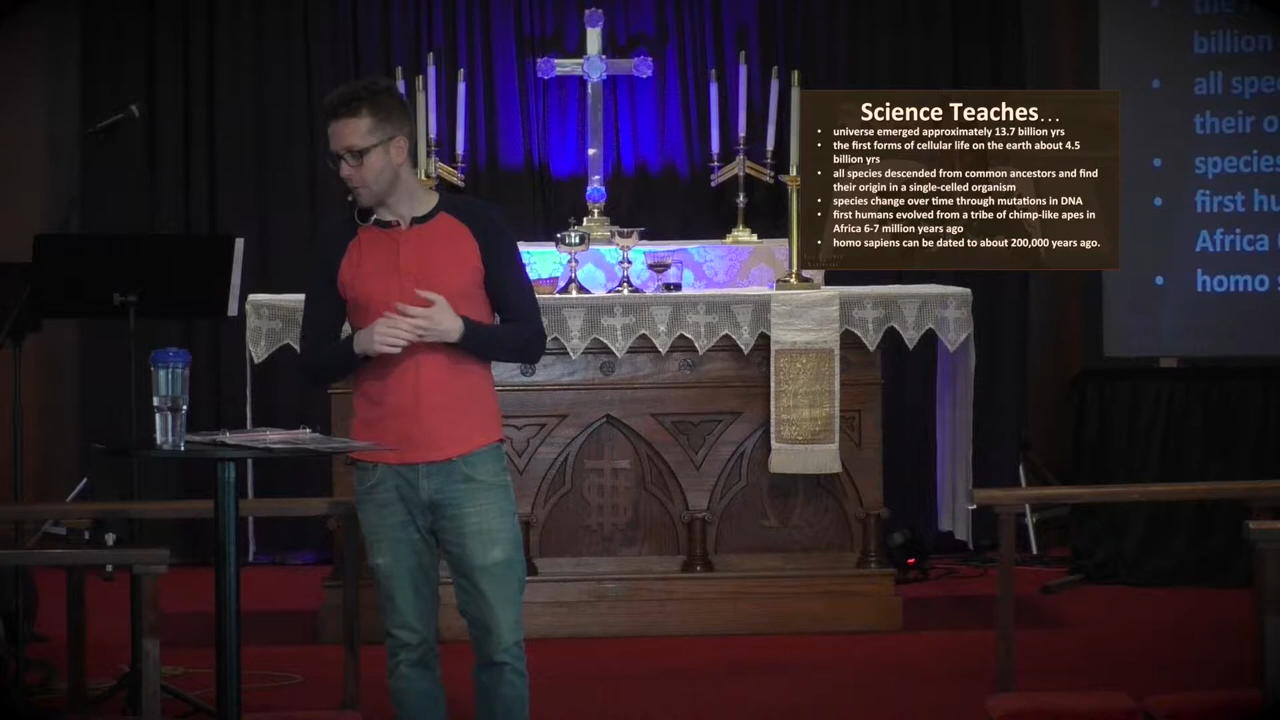 Science Teaches...
• universe emerged approximately 13.7 billion yrs
• the first forms of cellular life on the earth about 4.5
billion yrs
• all species descended from common ancestors and find
their origin in a single-celled organism
• species change over time through mutations in DNA
• first humans evolved from a tribe of chimp-like apes in
Africa 6-7 million years ago
• homo sapiens can be dated to about 200,000 years ago.
billion
• all spe
their o
• species
• first hu
Africa
• homo s